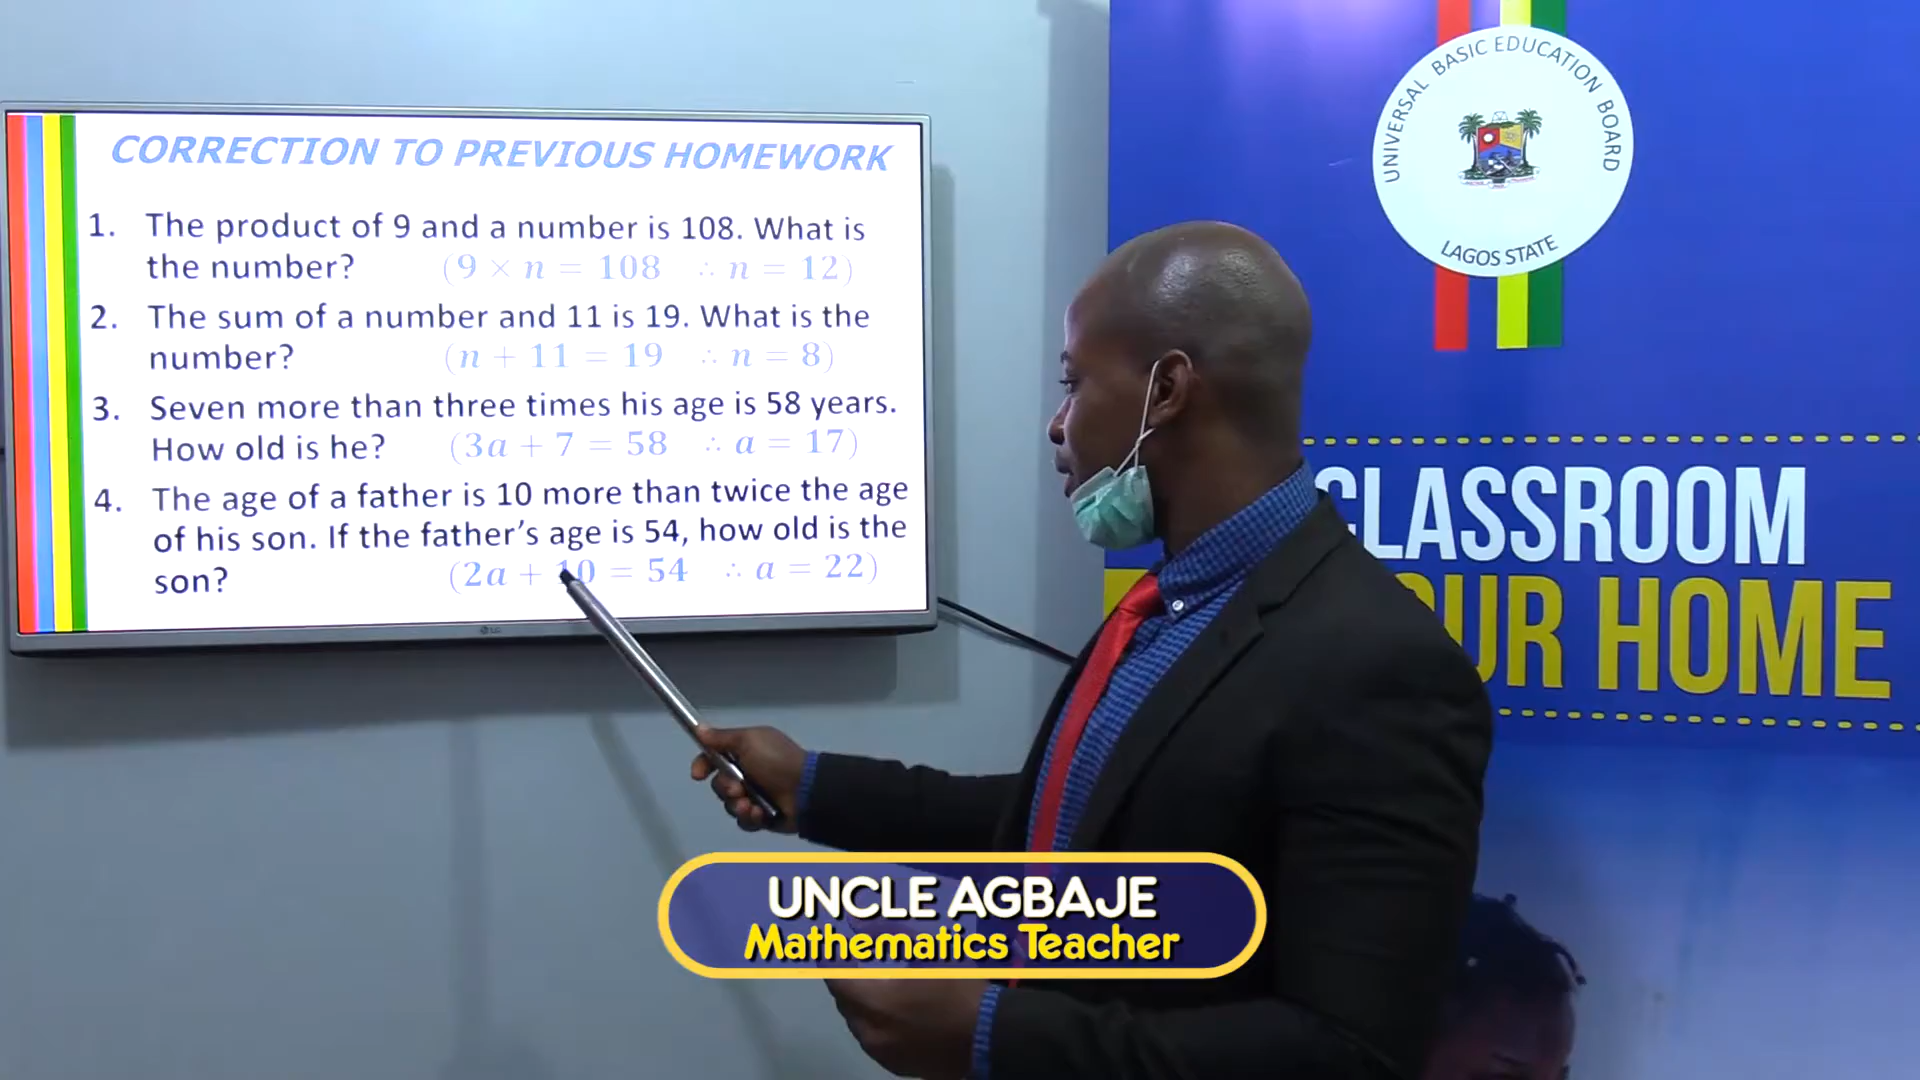 CORRECTION TO PREVIOUS HOMEWORK
1. The product of 9 and a number is 108. What is
the number? (9 × n = 108 ∴ n = 12)
2. The sum of a number and 11 is 19. What is the
number? (n + 11 = 19 ∴ n = 8)
3. Seven more than three times his age is 58 years.
How old is he? (3a + 7 = 58 ∴ a = 17)
4. The age of a father is 10 more than twice the age
of his son. If the father's age is 54, how old is the
son? (2a + 10 = 54 ∴ a = 22)
LG
UNIVERSAL BASIC EDUCATION BOARD
LAGOS STATE
CLASSROOM
OUR HOME
UNCLE AGBAJE
Mathematics Teacher